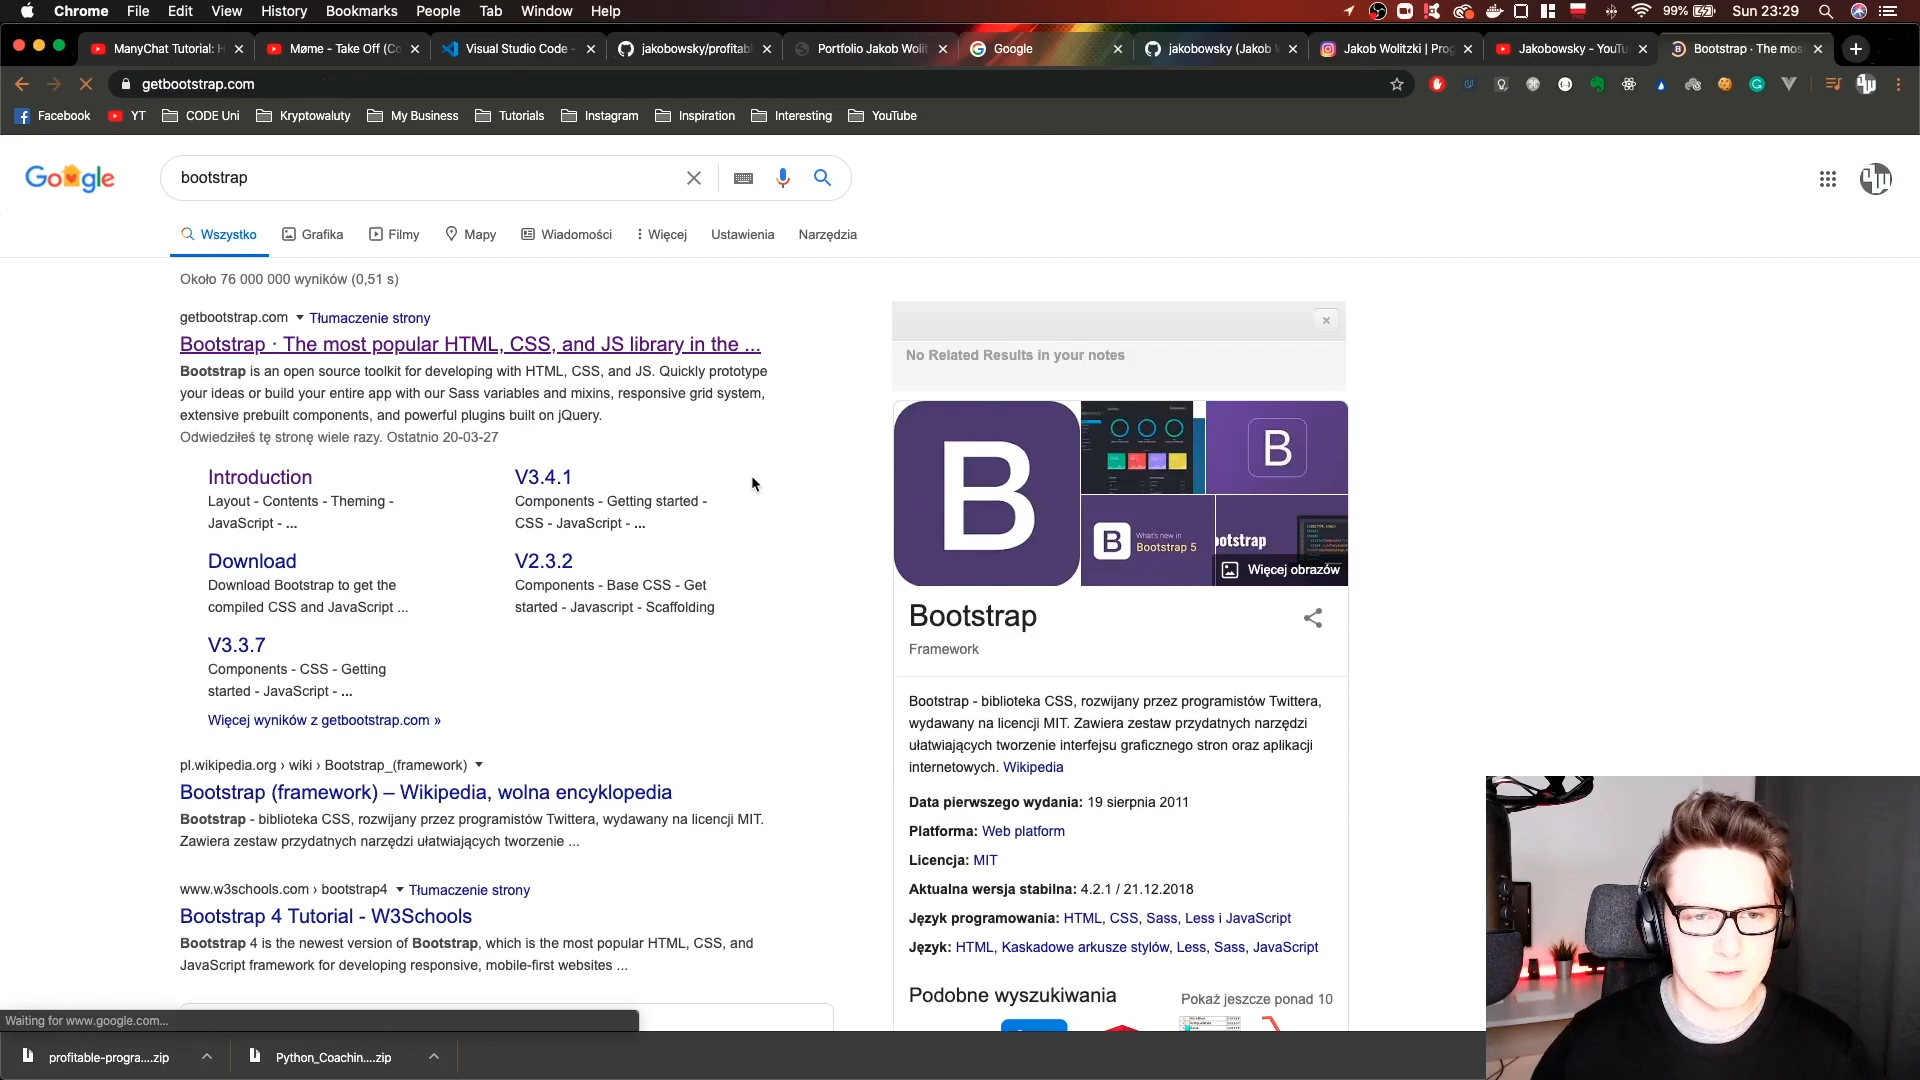 Chrome File Edit View History Bookmarks People Tab Window Help 99% Sun 23:29
ManyChat Tutorial: H Møme - Take Off (Co Visual Studio Code - jakobowsky/profitab Portfolio Jakob Wolit Google jakobowsky (Jakob W Jakob Wolitzki | Prog Jakobowsky - YouTu Bootstrap · The mos
getbootstrap.com
Facebook YT CODE Uni Kryptowaluty My Business Tutorials Instagram Inspiration Interesting YouTube
Google
bootstrap
Wszystko Grafika Filmy Mapy Wiadomości Więcej Ustawienia Narzędzia
Około 76 000 000 wyników (0,51 s)
getbootstrap.com Tłumaczenie strony
Bootstrap · The most popular HTML, CSS, and JS library in the ...
Bootstrap is an open source toolkit for developing with HTML, CSS, and JS. Quickly prototype
your ideas or build your entire app with our Sass variables and mixins, responsive grid system,
extensive prebuilt components, and powerful plugins built on jQuery.
Odwiedziłeś tę stronę wiele razy. Ostatnio 20-03-27
Introduction
Layout - Contents - Theming -
JavaScript - ...
V3.4.1
Components - Getting started -
CSS - JavaScript - ...
Download
Download Bootstrap to get the
compiled CSS and JavaScript ...
V2.3.2
Components - Base CSS - Get
started - Javascript - Scaffolding
V3.3.7
Components - CSS - Getting
started - JavaScript - ...
Więcej wyników z getbootstrap.com »
pl.wikipedia.org › wiki › Bootstrap_(framework)
Bootstrap (framework) – Wikipedia, wolna encyklopedia
Bootstrap - biblioteka CSS, rozwijany przez programistów Twittera, wydawany na licencji MIT.
Zawiera zestaw przydatnych narzędzi ułatwiających tworzenie ...
www.w3schools.com › bootstrap4 Tłumaczenie strony
Bootstrap 4 Tutorial - W3Schools
Bootstrap 4 is the newest version of Bootstrap, which is the most popular HTML, CSS, and
JavaScript framework for developing responsive, mobile-first websites ...
No Related Results in your notes
B
B
B What's new in
Bootstrap 5
otstrap
Więcej obrazów
Bootstrap
Framework
Bootstrap - biblioteka CSS, rozwijany przez programistów Twittera,
wydawany na licencji MIT. Zawiera zestaw przydatnych narzędzi
ułatwiających tworzenie interfejsu graficznego stron oraz aplikacji
internetowych. Wikipedia
Data pierwszego wydania: 19 sierpnia 2011
Platforma: Web platform
Licencja: MIT
Aktualna wersja stabilna: 4.2.1 / 21.12.2018
Język programowania: HTML, CSS, Sass, Less i JavaScript
Język: HTML, Kaskadowe arkusze stylów, Less, Sass, JavaScript
Podobne wyszukiwania Pokaż jeszcze ponad 10
Waiting for www.google.com...
profitable-progra....zip Python_Coachin....zip